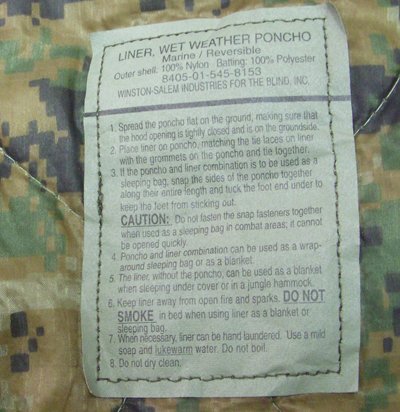 LINER, WET WEATHER PONCHO
Marine / Reversible
Outer shell: 100% Nylon Batting: 100% Polyester
8405-01-545-8153
WINSTON-SALEM INDUSTRIES FOR THE BLIND, INC.
1. Spread the poncho flat on the ground, making sure that
the hood opening is tightly closed and is on the groundside.
2. Place liner on poncho, matching the tie laces on liner
with the grommets on the poncho and tie together.
3. If the poncho and liner combination is to be used as a
sleeping bag, snap the sides of the poncho together
along their entire length and tuck the foot end under to
keep the feet from sticking out.
CAUTION: Do not fasten the snap fasteners together
when used as a sleeping bag in combat areas; it cannot
be opened quickly.
4. Poncho and liner combination can be used as a wrap-
around sleeping bag or as a blanket.
5. The liner, without the poncho, can be used as a blanket
when sleeping under cover or in a jungle hammock.
6. Keep liner away from open fire and sparks. DO NOT
SMOKE in bed when using liner as a blanket or
sleeping bag.
7. When necessary, liner can be hand laundered. Use a mild
soap and lukewarm water. Do not boil.
8. Do not dry clean.